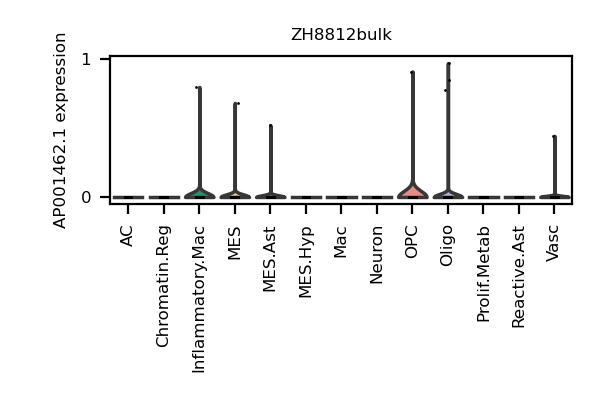 ZH8812bulk
AP001462.1 expression
1
0
AC
Chromatin.Reg
Inflammatory.Mac
MES
MES.Ast
MES.Hyp
Mac
Neuron
OPC
Oligo
Prolif.Metab
Reactive.Ast
Vasc